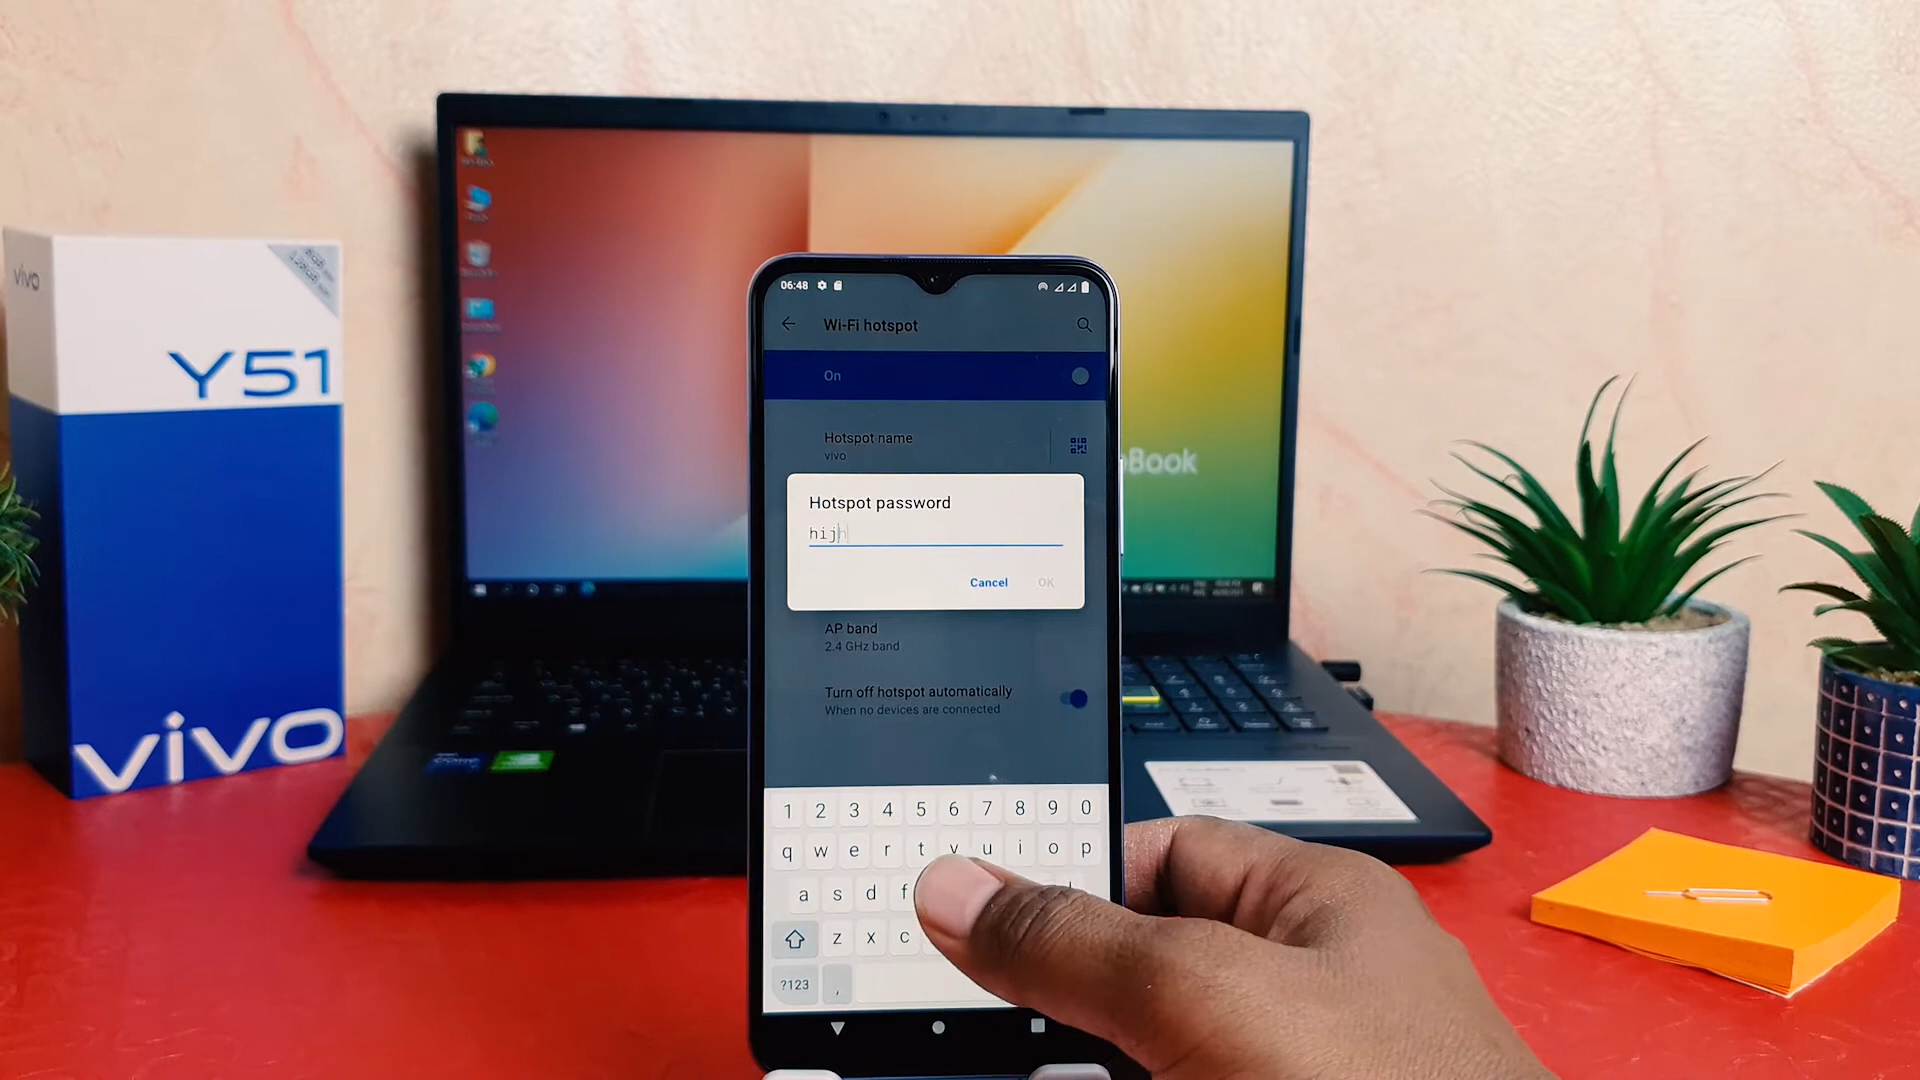 vivo
Y51
vivo
Book
06:48
Wi-Fi hotspot
On
Hotspot name
vivo
Hotspot password
hijh
Cancel OK
AP band
2.4 GHz band
Turn off hotspot automatically
When no devices are connected
1 2 3 4 5 6 7 8 9 0
q w e r t y u i o p
a s d f
z x c
?123 ,